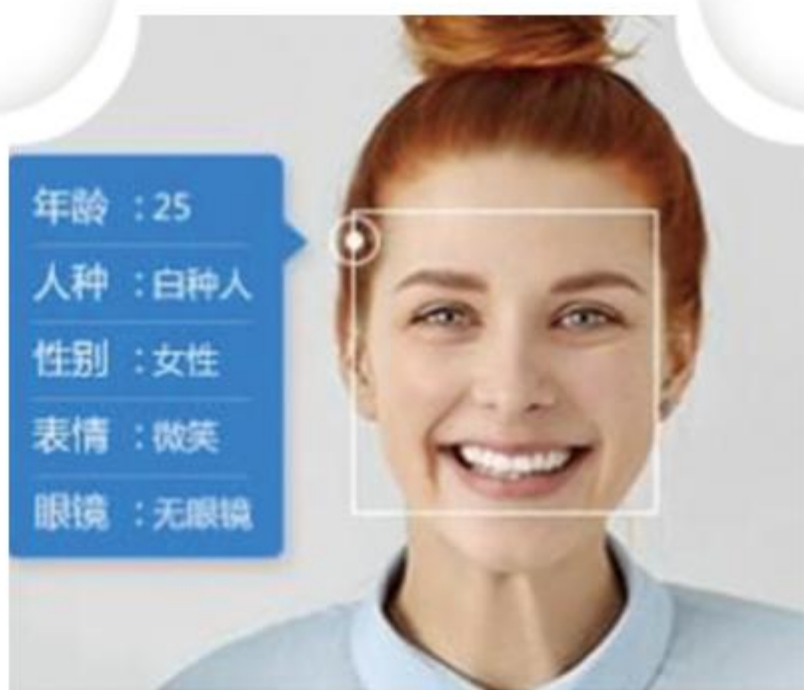 年龄 : 25
人种 : 白种人
性别 : 女性
表情 : 微笑
眼镜 : 无眼镜